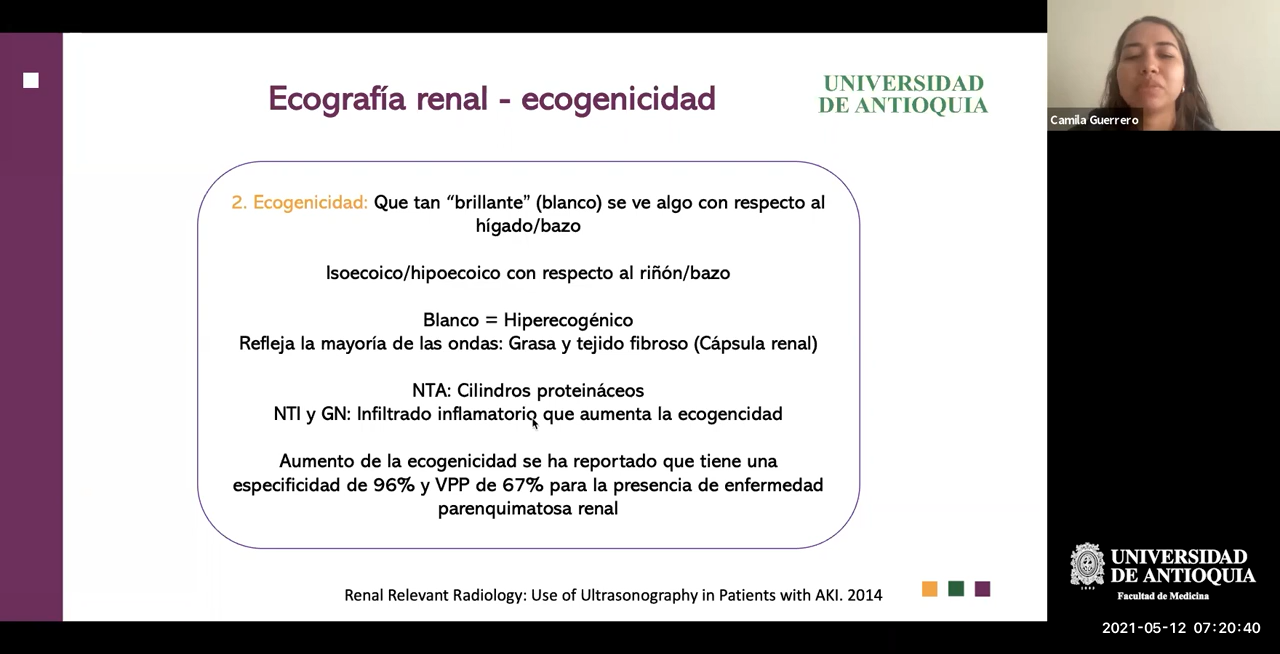 Ecografía renal - ecogenicidad
UNIVERSIDAD
DE ANTIOQUIA
Camila Guerrero
2. Ecogenicidad: Que tan “brillante” (blanco) se ve algo con respecto al
hígado/bazo
Isoecoico/hipoecoico con respecto al riñón/bazo
Blanco = Hiperecogénico
Refleja la mayoría de las ondas: Grasa y tejido fibroso (Cápsula renal)
NTA: Cilindros proteináceos
NTI y GN: Infiltrado inflamatorio que aumenta la ecogencidad
Aumento de la ecogenicidad se ha reportado que tiene una
especificidad de 96% y VPP de 67% para la presencia de enfermedad
parenquimatosa renal
Renal Relevant Radiology: Use of Ultrasonography in Patients with AKI. 2014
UNIVERSIDAD
DE ANTIOQUIA
Facultad de Medicina
2021-05-12 07:20:40